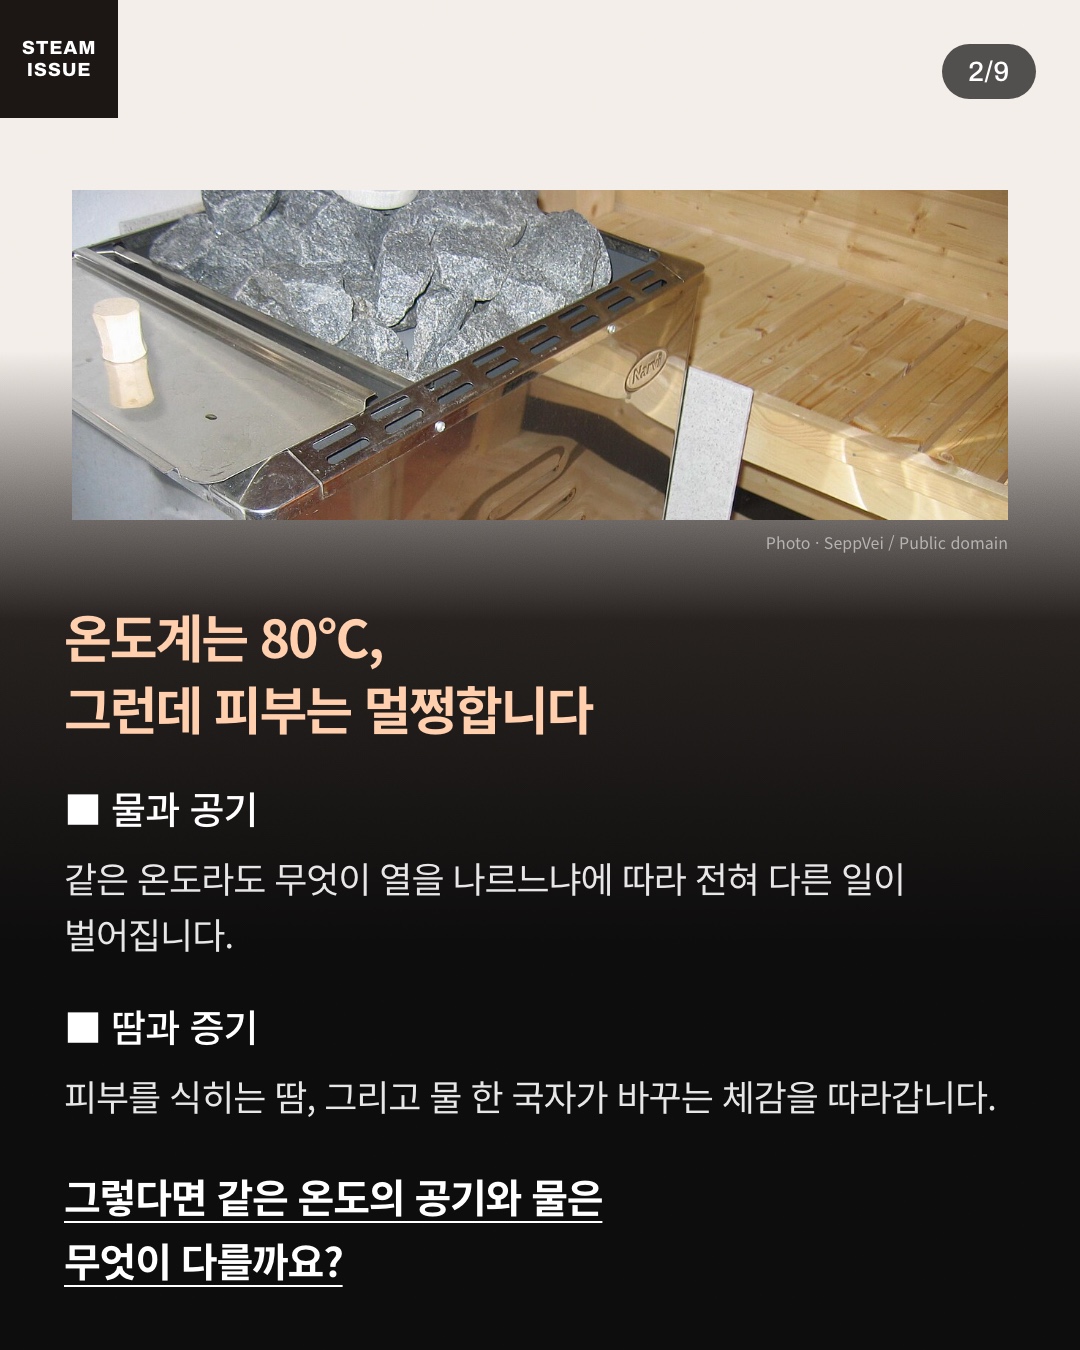 STEAM
ISSUE
2/9
Narvi
Photo · SeppVei / Public domain
온도계는 80°C,
그런데 피부는 멀쩡합니다
■ 물과 공기
같은 온도라도 무엇이 열을 나르느냐에 따라 전혀 다른 일이
벌어집니다.
■ 땀과 증기
피부를 식히는 땀, 그리고 물 한 국자가 바꾸는 체감을 따라갑니다.
그렇다면 같은 온도의 공기와 물은
무엇이 다를까요?